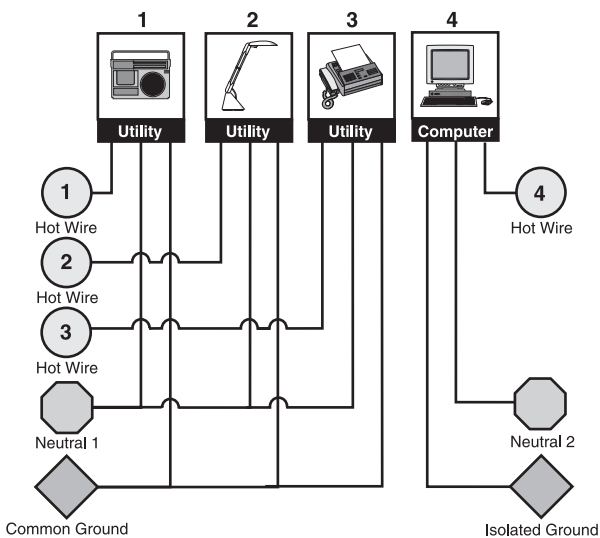 1 2 3 4
Utility Utility Utility Computer
1 4
Hot Wire Hot Wire
2
Hot Wire
3
Hot Wire
Neutral 1 Neutral 2
Common Ground Isolated Ground